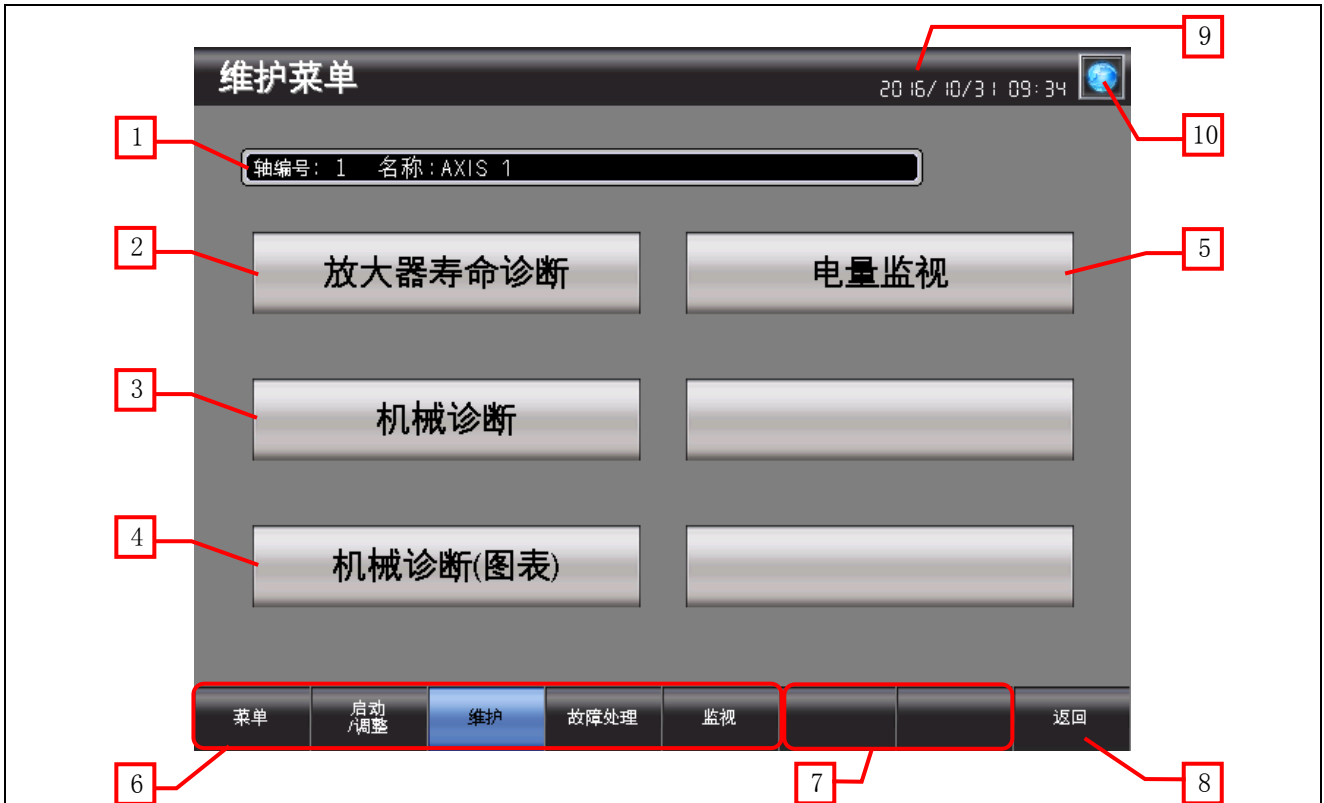 9
维护菜单
2016/10/31 09:34
1
10
轴编号: 1 名称:AXIS 1
2
放大器寿命诊断
电量监视
5
3
机械诊断
4
机械诊断(图表)
菜单
启动
/调整
维护
故障处理
监视
返回
6
7
8